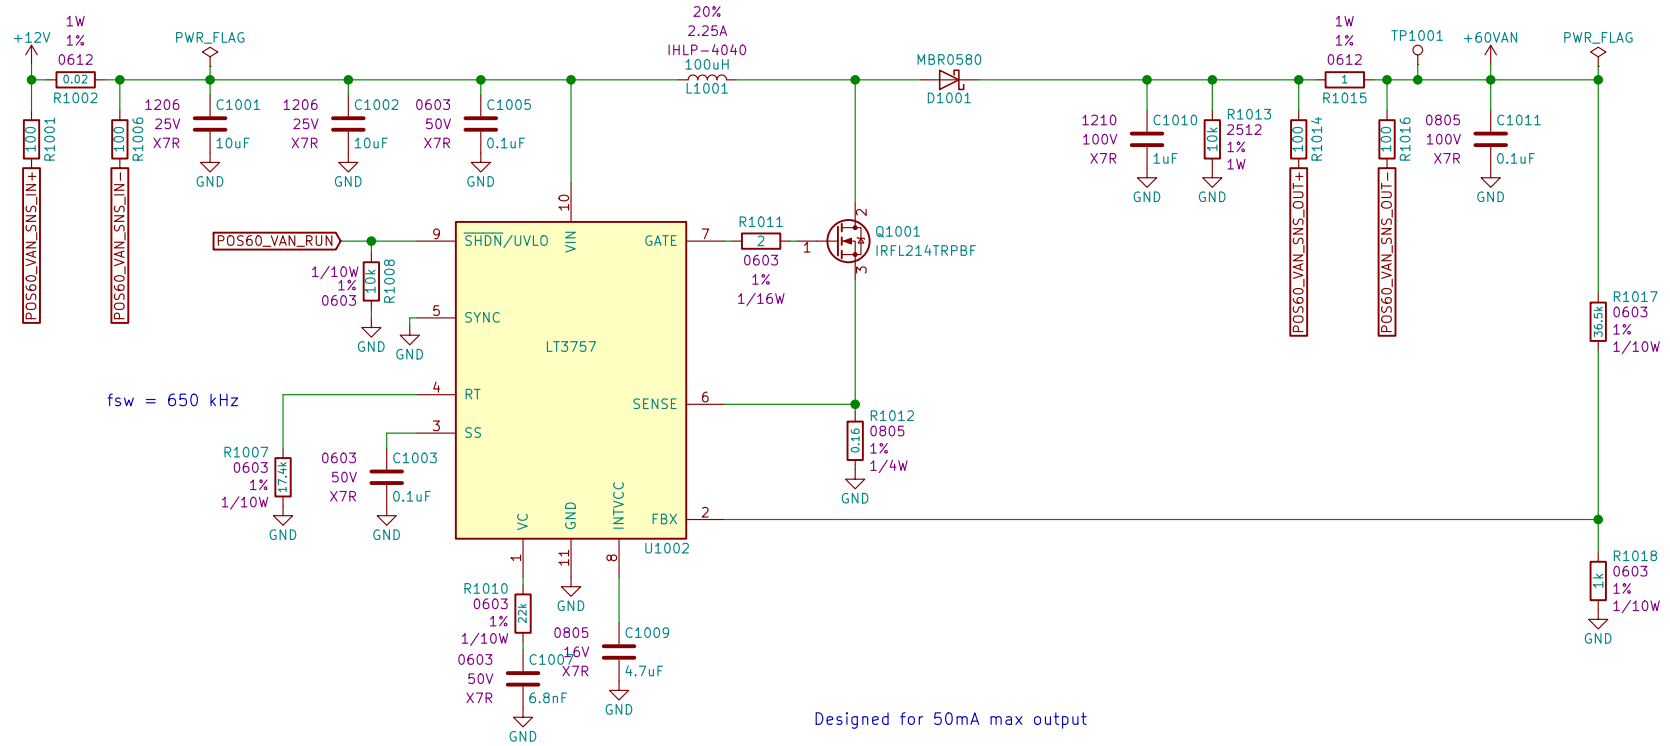 +12V
1W
1%
0612
0.02
R1002
PWR_FLAG
100
R1001
100
R1006
POS60_VAN_SNS_IN+
POS60_VAN_SNS_IN-
1206
25V
X7R
C1001
10uF
GND
1206
25V
X7R
C1002
10uF
GND
0603
50V
X7R
C1005
0.1uF
GND
20%
2.25A
IHLP-4040
100uH
L1001
MBR0580
D1001
1W
1%
0612
1
R1015
TP1001
+60VAN
PWR_FLAG
1210
100V
X7R
C1010
1uF
GND
10k
R1013
2512
1%
1W
GND
100
R1014
100
R1016
POS60_VAN_SNS_OUT+
POS60_VAN_SNS_OUT-
0805
100V
X7R
C1011
0.1uF
GND
POS60_VAN_RUN
1/10W
1%
0603
10k
R1008
GND
GND
9
SHDN/UVLO
10
VIN
GATE
7
5
SYNC
LT3757
4
RT
3
SS
SENSE
6
VC
GND
INTVCC
FBX
2
1
11
8
U1002
R1011
2
0603
1%
1/16W
1
2
3
Q1001
IRFL214TRPBF
R1012
0.16
0805
1%
1/4W
GND
R1017
36.5k
0603
1%
1/10W
R1018
1k
0603
1%
1/10W
GND
fsw = 650 kHz
R1007
0603
1%
1/10W
17.4k
GND
0603
50V
X7R
C1003
0.1uF
GND
R1010
0603
1%
1/10W
22k
0603
50V
X7R
C1007
6.8nF
GND
GND
0805
16V
X7R
C1009
4.7uF
GND
Designed for 50mA max output